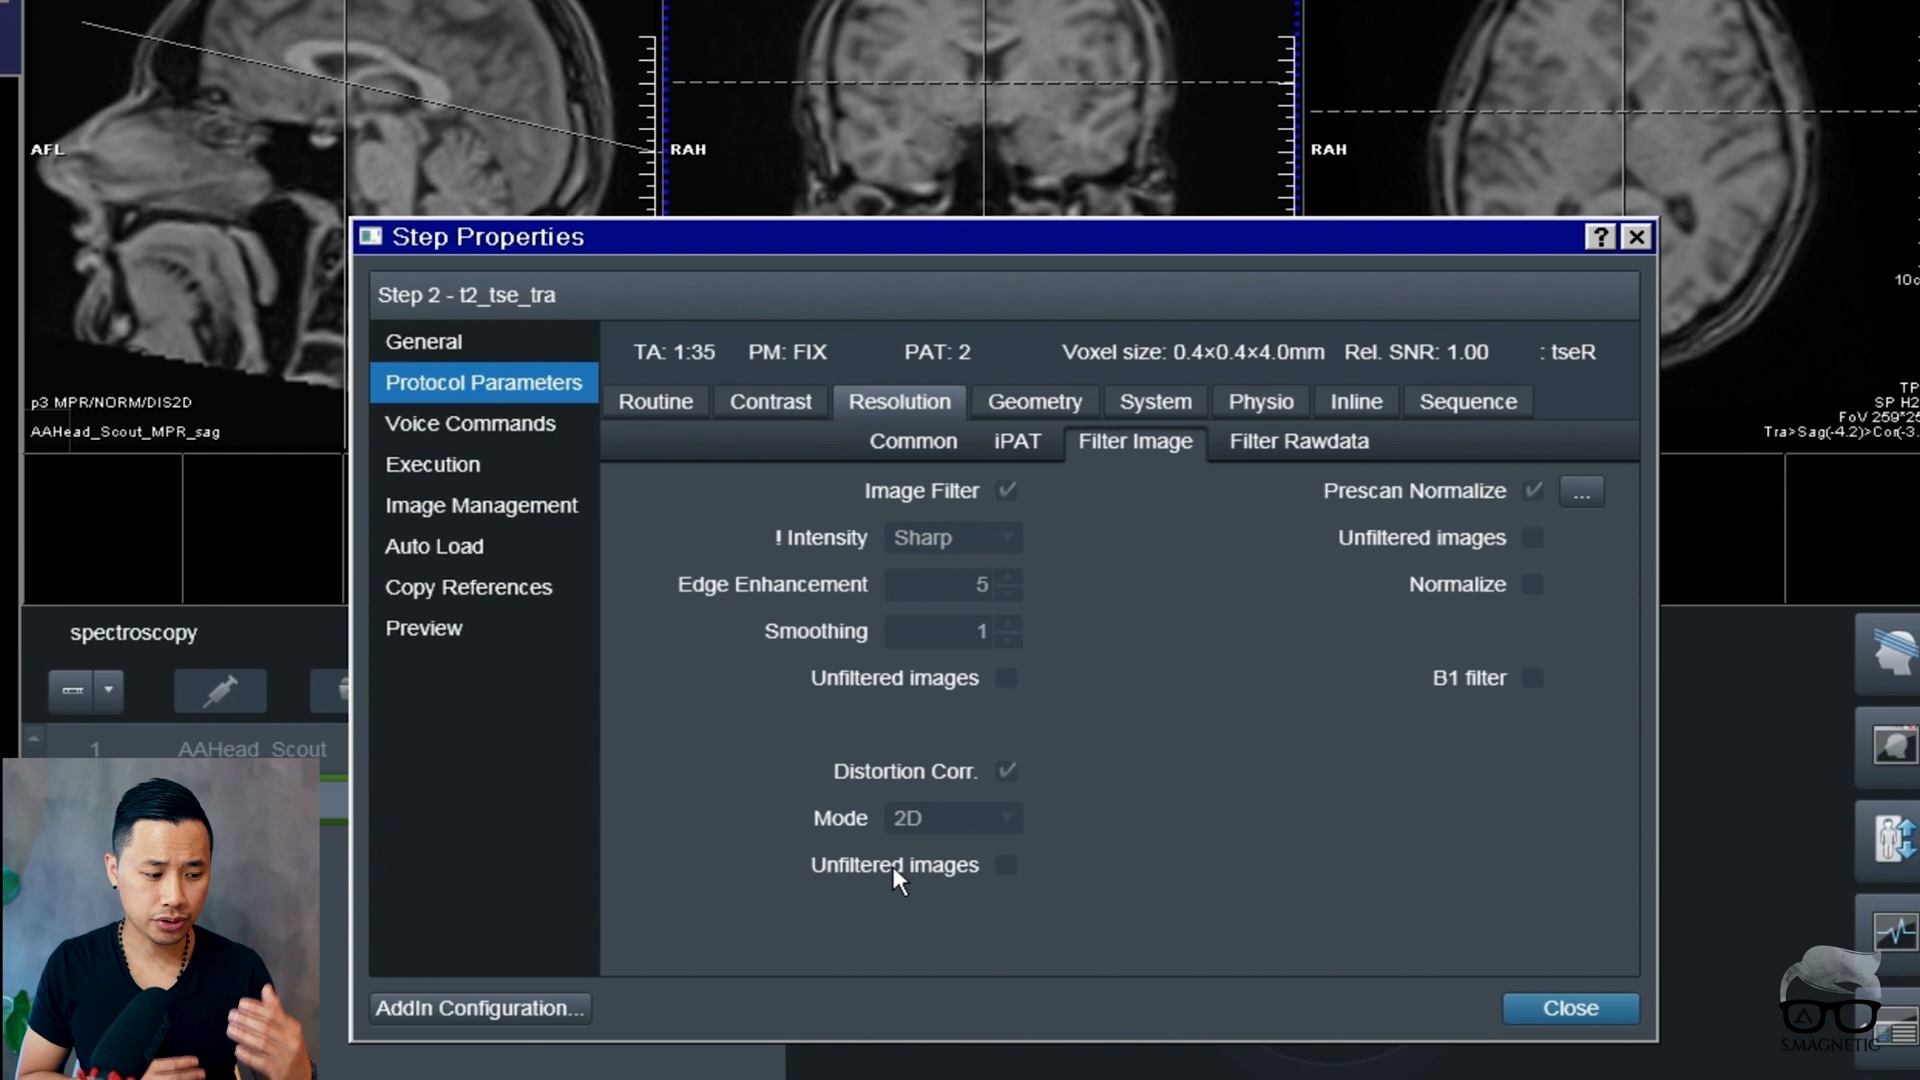 AFL
RAH
RAH
10c
p3 MPR/NORM/DIS2D
AAHead_Scout_MPR_sag
TP
SP H2
FoV 259*25
Tra>Sag(-4.2)>Cor(-3.
Step Properties
?
Step 2 - t2_tse_tra
General
Protocol Parameters
Voice Commands
Execution
Image Management
Auto Load
Copy References
Preview
TA: 1:35 PM: FIX PAT: 2 Voxel size: 0.4×0.4×4.0mm Rel. SNR: 1.00 : tseR
Routine Contrast Resolution Geometry System Physio Inline Sequence
Common iPAT Filter Image Filter Rawdata
Image Filter
! Intensity Sharp
Edge Enhancement 5
Smoothing 1
Unfiltered images
Distortion Corr.
Mode 2D
Unfiltered images
Prescan Normalize ...
Unfiltered images
Normalize
B1 filter
AddIn Configuration...
Close
spectroscopy
1 AAHead_Scout
S.MAGNETIC